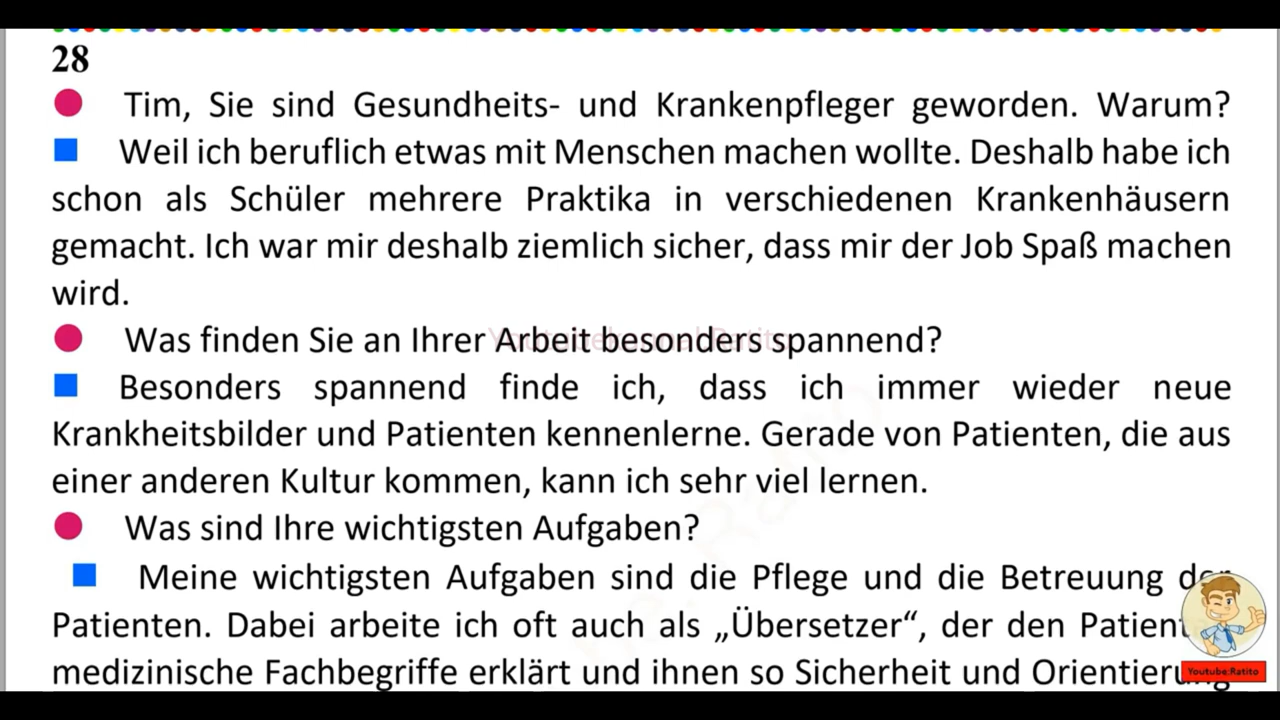 28
Tim, Sie sind Gesundheits- und Krankenpfleger geworden. Warum?
Weil ich beruflich etwas mit Menschen machen wollte. Deshalb habe ich
schon als Schüler mehrere Praktika in verschiedenen Krankenhäusern
gemacht. Ich war mir deshalb ziemlich sicher, dass mir der Job Spaß machen
wird.
Was finden Sie an Ihrer Arbeit besonders spannend?
Besonders spannend finde ich, dass ich immer wieder neue
Krankheitsbilder und Patienten kennenlerne. Gerade von Patienten, die aus
einer anderen Kultur kommen, kann ich sehr viel lernen.
Was sind Ihre wichtigsten Aufgaben?
Meine wichtigsten Aufgaben sind die Pflege und die Betreuung der
Patienten. Dabei arbeite ich oft auch als „Übersetzer“, der den
medizinische Fachbegriffe erklärt und ihnen so Sicherheit und Orientierung
Youtube:Ratito